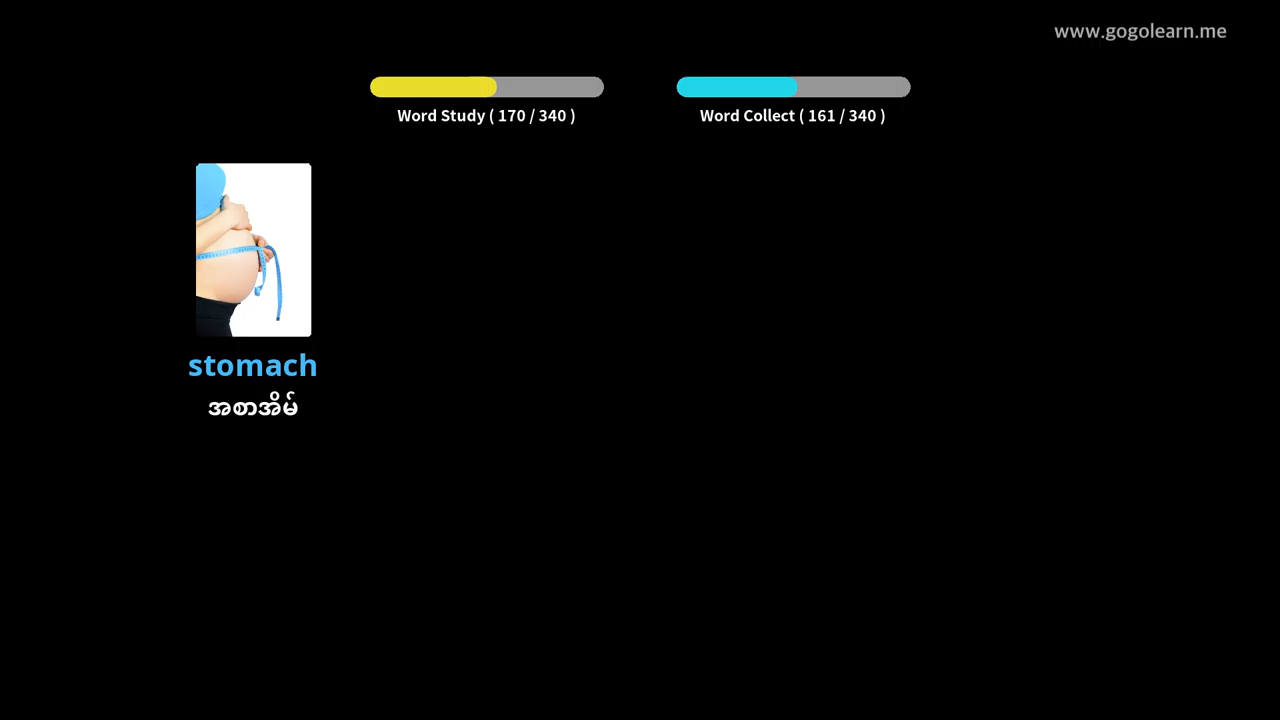 www.gogolearn.me
Word Study ( 170 / 340 )
Word Collect ( 161 / 340 )
stomach
အစာအိမ်